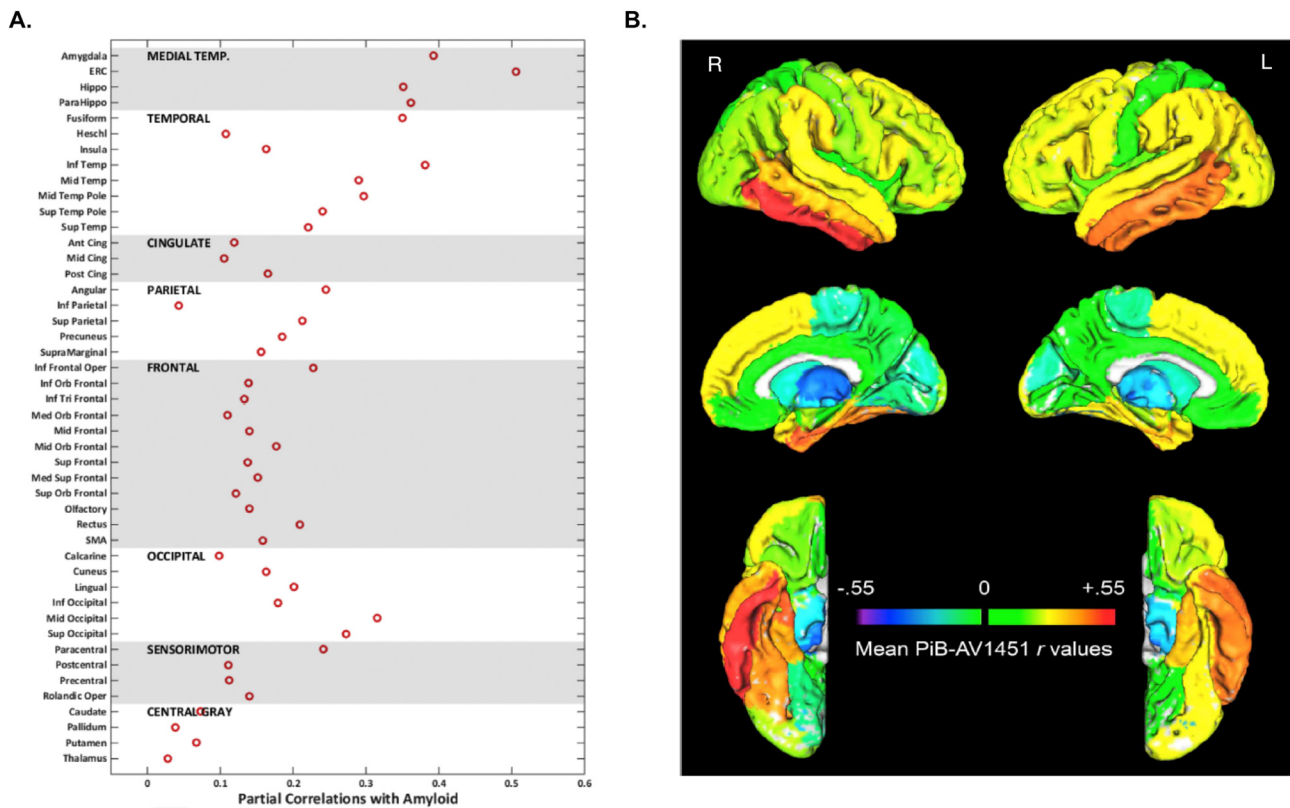 A.
Amygdala MEDIAL TEMP.
ERC
Hippo
ParaHippo
Fusiform TEMPORAL
Heschl
Insula
Inf Temp
Mid Temp
Mid Temp Pole
Sup Temp Pole
Sup Temp
Ant Cing CINGULATE
Mid Cing
Post Cing
Angular PARIETAL
Inf Parietal
Sup Parietal
Precuneus
SupraMarginal
Inf Frontal Oper FRONTAL
Inf Orb Frontal
Inf Tri Frontal
Med Orb Frontal
Mid Frontal
Mid Orb Frontal
Sup Frontal
Med Sup Frontal
Sup Orb Frontal
Olfactory
Rectus
SMA
Calcarine OCCIPITAL
Cuneus
Lingual
Inf Occipital
Mid Occipital
Sup Occipital
Paracentral SENSORIMOTOR
Postcentral
Precentral
Rolandic Oper
Caudate CENTRAL GRAY
Pallidum
Putamen
Thalamus
0 0.1 0.2 0.3 0.4 0.5 0.6
Partial Correlations with Amyloid
B.
R L
-.55 0 +.55
Mean PiB-AV1451 r values